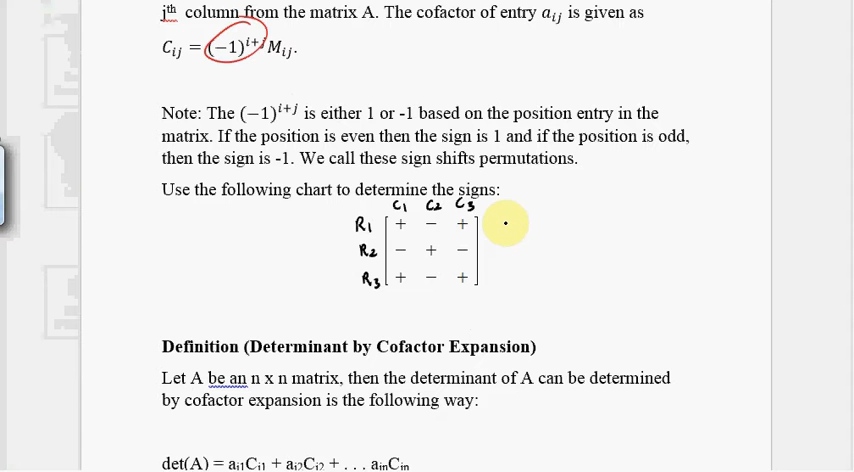 jth column from the matrix A. The cofactor of entry aij is given as
Cij = (−1)^i+j Mij.
Note: The (−1)^i+j is either 1 or -1 based on the position entry in the
matrix. If the position is even then the sign is 1 and if the position is odd,
then the sign is -1. We call these sign shifts permutations.
Use the following chart to determine the signs:
C1 C2 C3
R1 + − +
R2 − + −
R3 + − +
Definition (Determinant by Cofactor Expansion)
Let A be an n x n matrix, then the determinant of A can be determined
by cofactor expansion is the following way:
det(A) = ai1Ci1 + ai2Ci2 + . . . ainCin